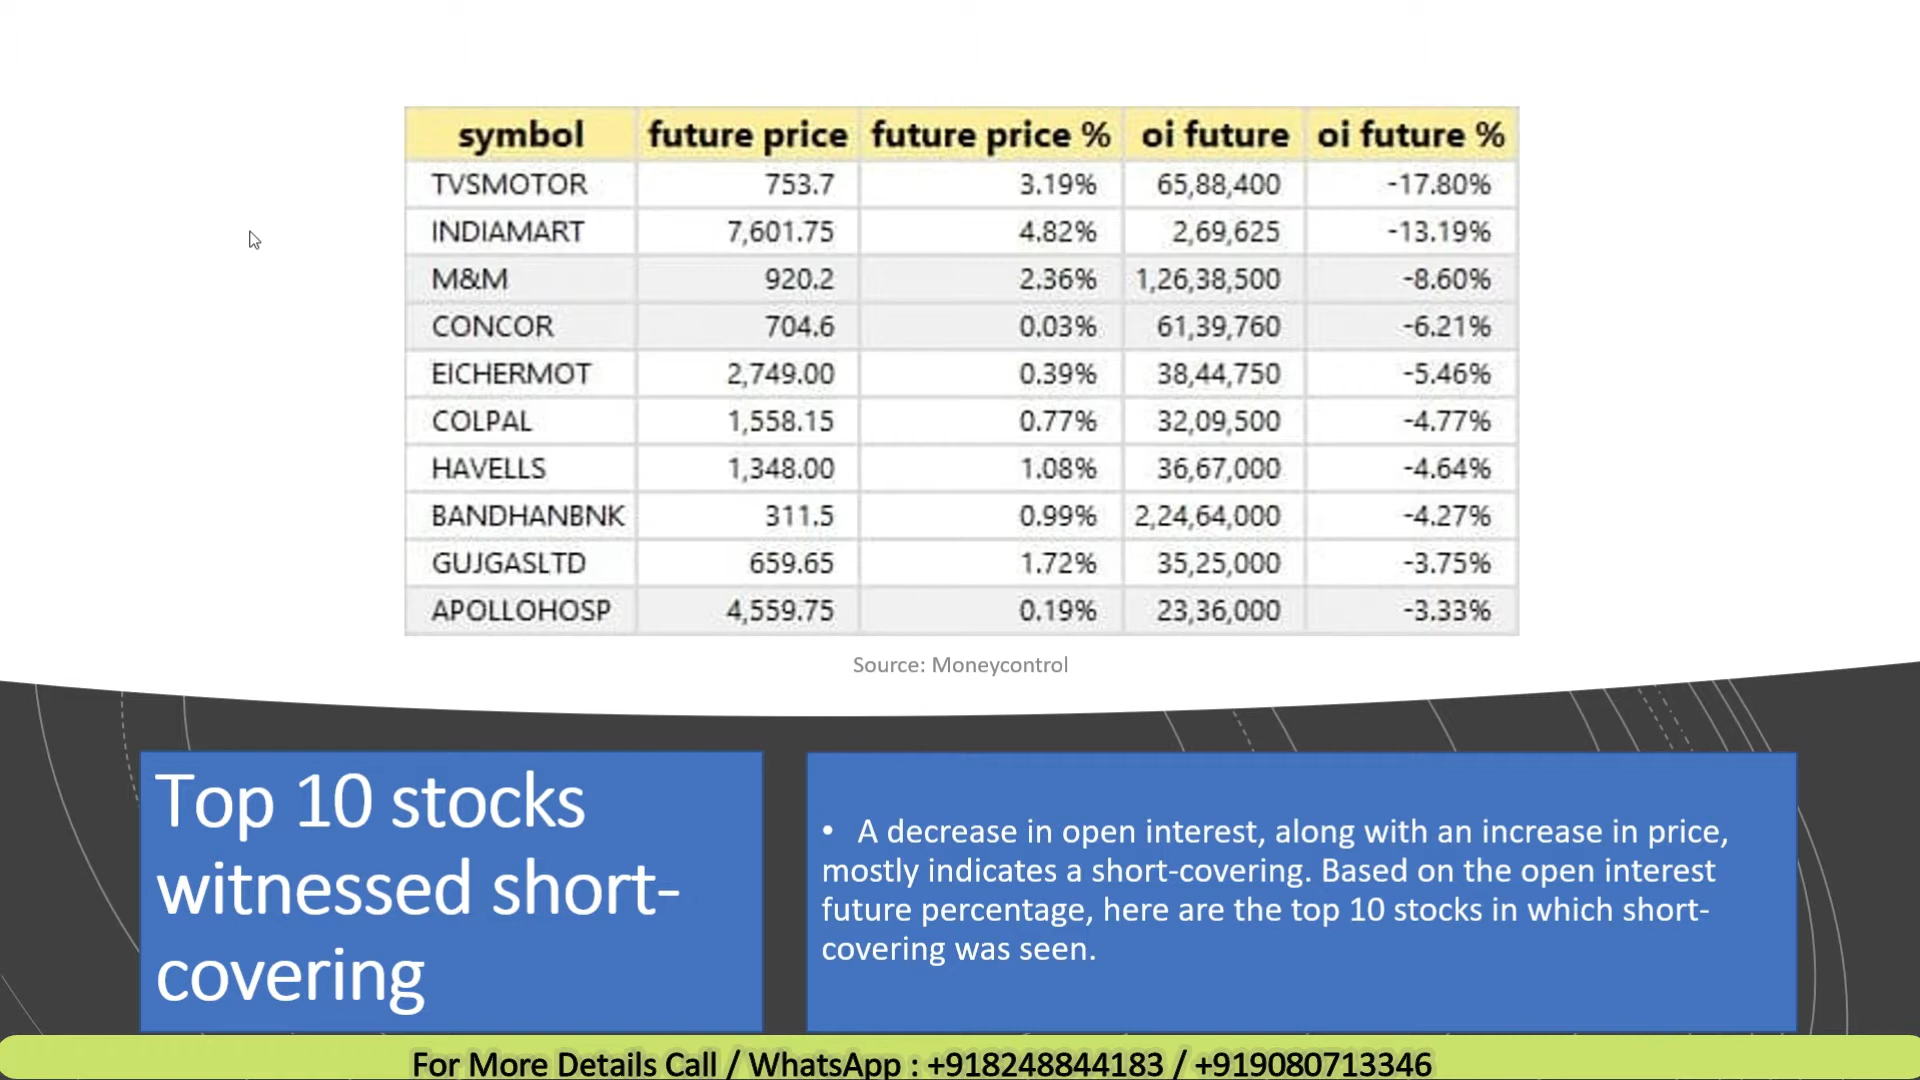 symbol future price future price % oi future oi future %
TVSMOTOR 753.7 3.19% 65,88,400 -17.80%
INDIAMART 7,601.75 4.82% 2,69,625 -13.19%
M&M 920.2 2.36% 1,26,38,500 -8.60%
CONCOR 704.6 0.03% 61,39,760 -6.21%
EICHERMOT 2,749.00 0.39% 38,44,750 -5.46%
COLPAL 1,558.15 0.77% 32,09,500 -4.77%
HAVELLS 1,348.00 1.08% 36,67,000 -4.64%
BANDHANBNK 311.5 0.99% 2,24,64,000 -4.27%
GUJGASLTD 659.65 1.72% 35,25,000 -3.75%
APOLLOHOSP 4,559.75 0.19% 23,36,000 -3.33%
Source: Moneycontrol
Top 10 stocks
witnessed short-
covering
• A decrease in open interest, along with an increase in price,
mostly indicates a short-covering. Based on the open interest
future percentage, here are the top 10 stocks in which short-
covering was seen.
For More Details Call / WhatsApp : +918248844183 / +919080713346